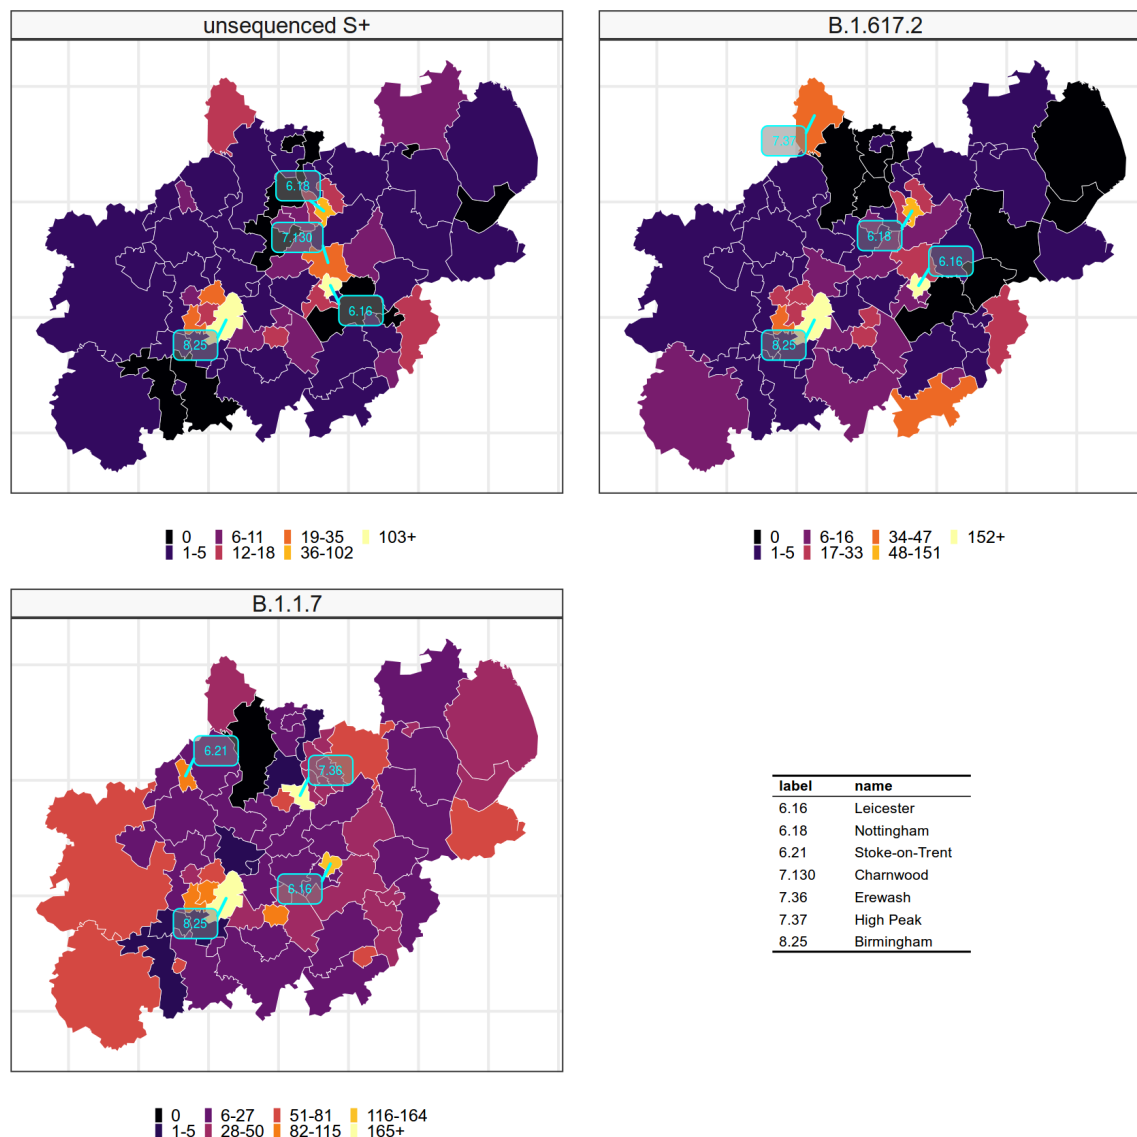 unsequenced S+
6.18
7.130
6.16
8.25
0 6-11 19-35 103+
1-5 12-18 36-102
B.1.617.2
7.37
6.18
6.16
8.25
0 6-16 34-47 152+
1-5 17-33 48-151
B.1.1.7
6.21
7.36
6.16
8.25
0 6-27 51-81 116-164
1-5 28-50 82-115 165+
label name
6.16 Leicester
6.18 Nottingham
6.21 Stoke-on-Trent
7.130 Charnwood
7.36 Erewash
7.37 High Peak
8.25 Birmingham